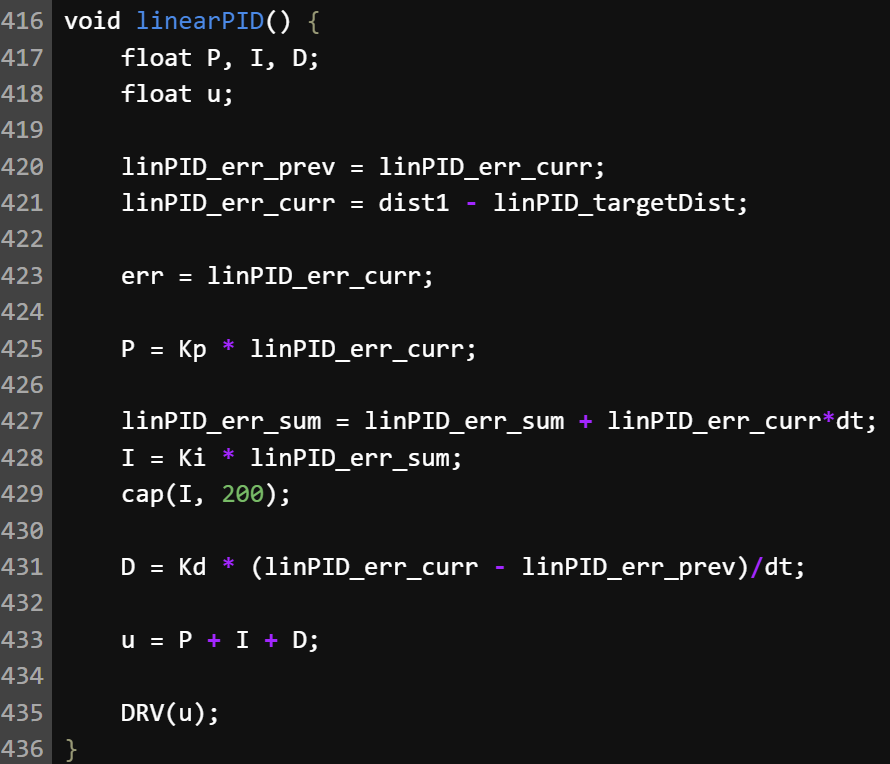 416 void linearPID() {
417     float P, I, D;
418     float u;
419
420     linPID_err_prev = linPID_err_curr;
421     linPID_err_curr = dist1 - linPID_targetDist;
422
423     err = linPID_err_curr;
424
425     P = Kp * linPID_err_curr;
426
427     linPID_err_sum = linPID_err_sum + linPID_err_curr*dt;
428     I = Ki * linPID_err_sum;
429     cap(I, 200);
430
431     D = Kd * (linPID_err_curr - linPID_err_prev)/dt;
432
433     u = P + I + D;
434
435     DRV(u);
436 }